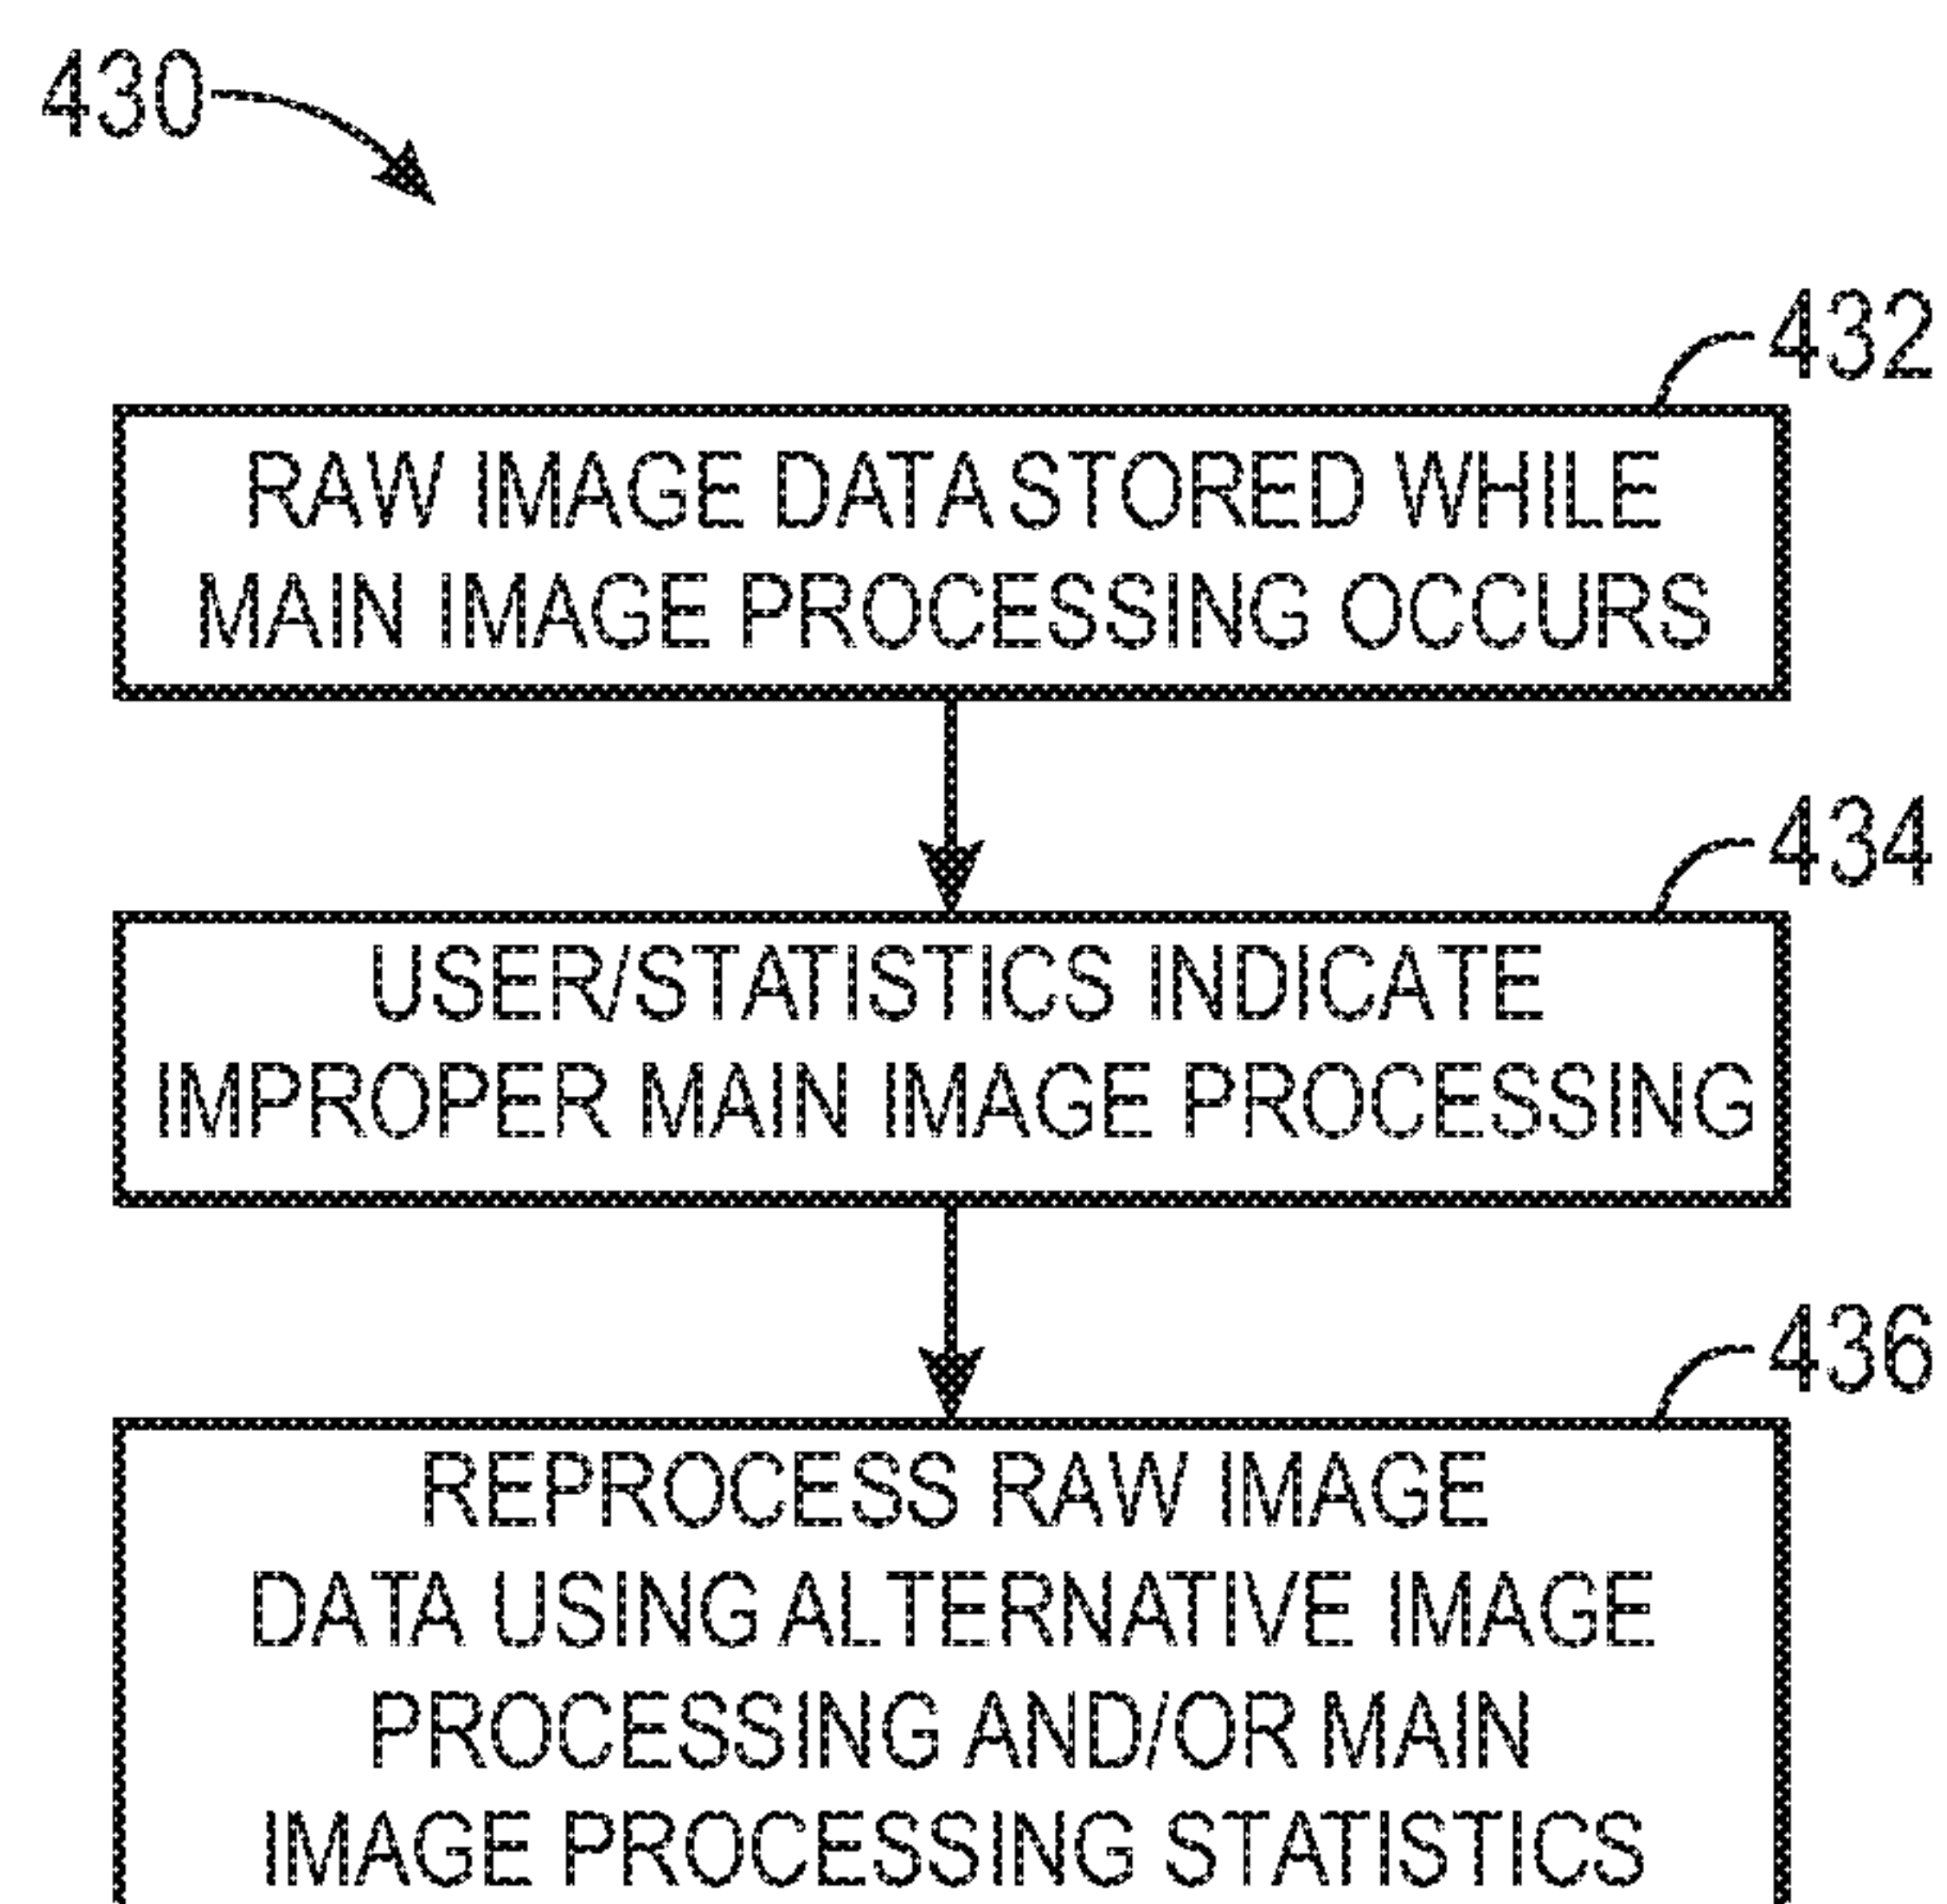 430
432
RAW IMAGE DATA STORED WHILE
MAIN IMAGE PROCESSING OCCURS
434
USER/STATISTICS INDICATE
IMPROPER MAIN IMAGE PROCESSING
436
REPROCESS RAW IMAGE
DATA USING ALTERNATIVE IMAGE
PROCESSING AND/OR MAIN
IMAGE PROCESSING STATISTICS